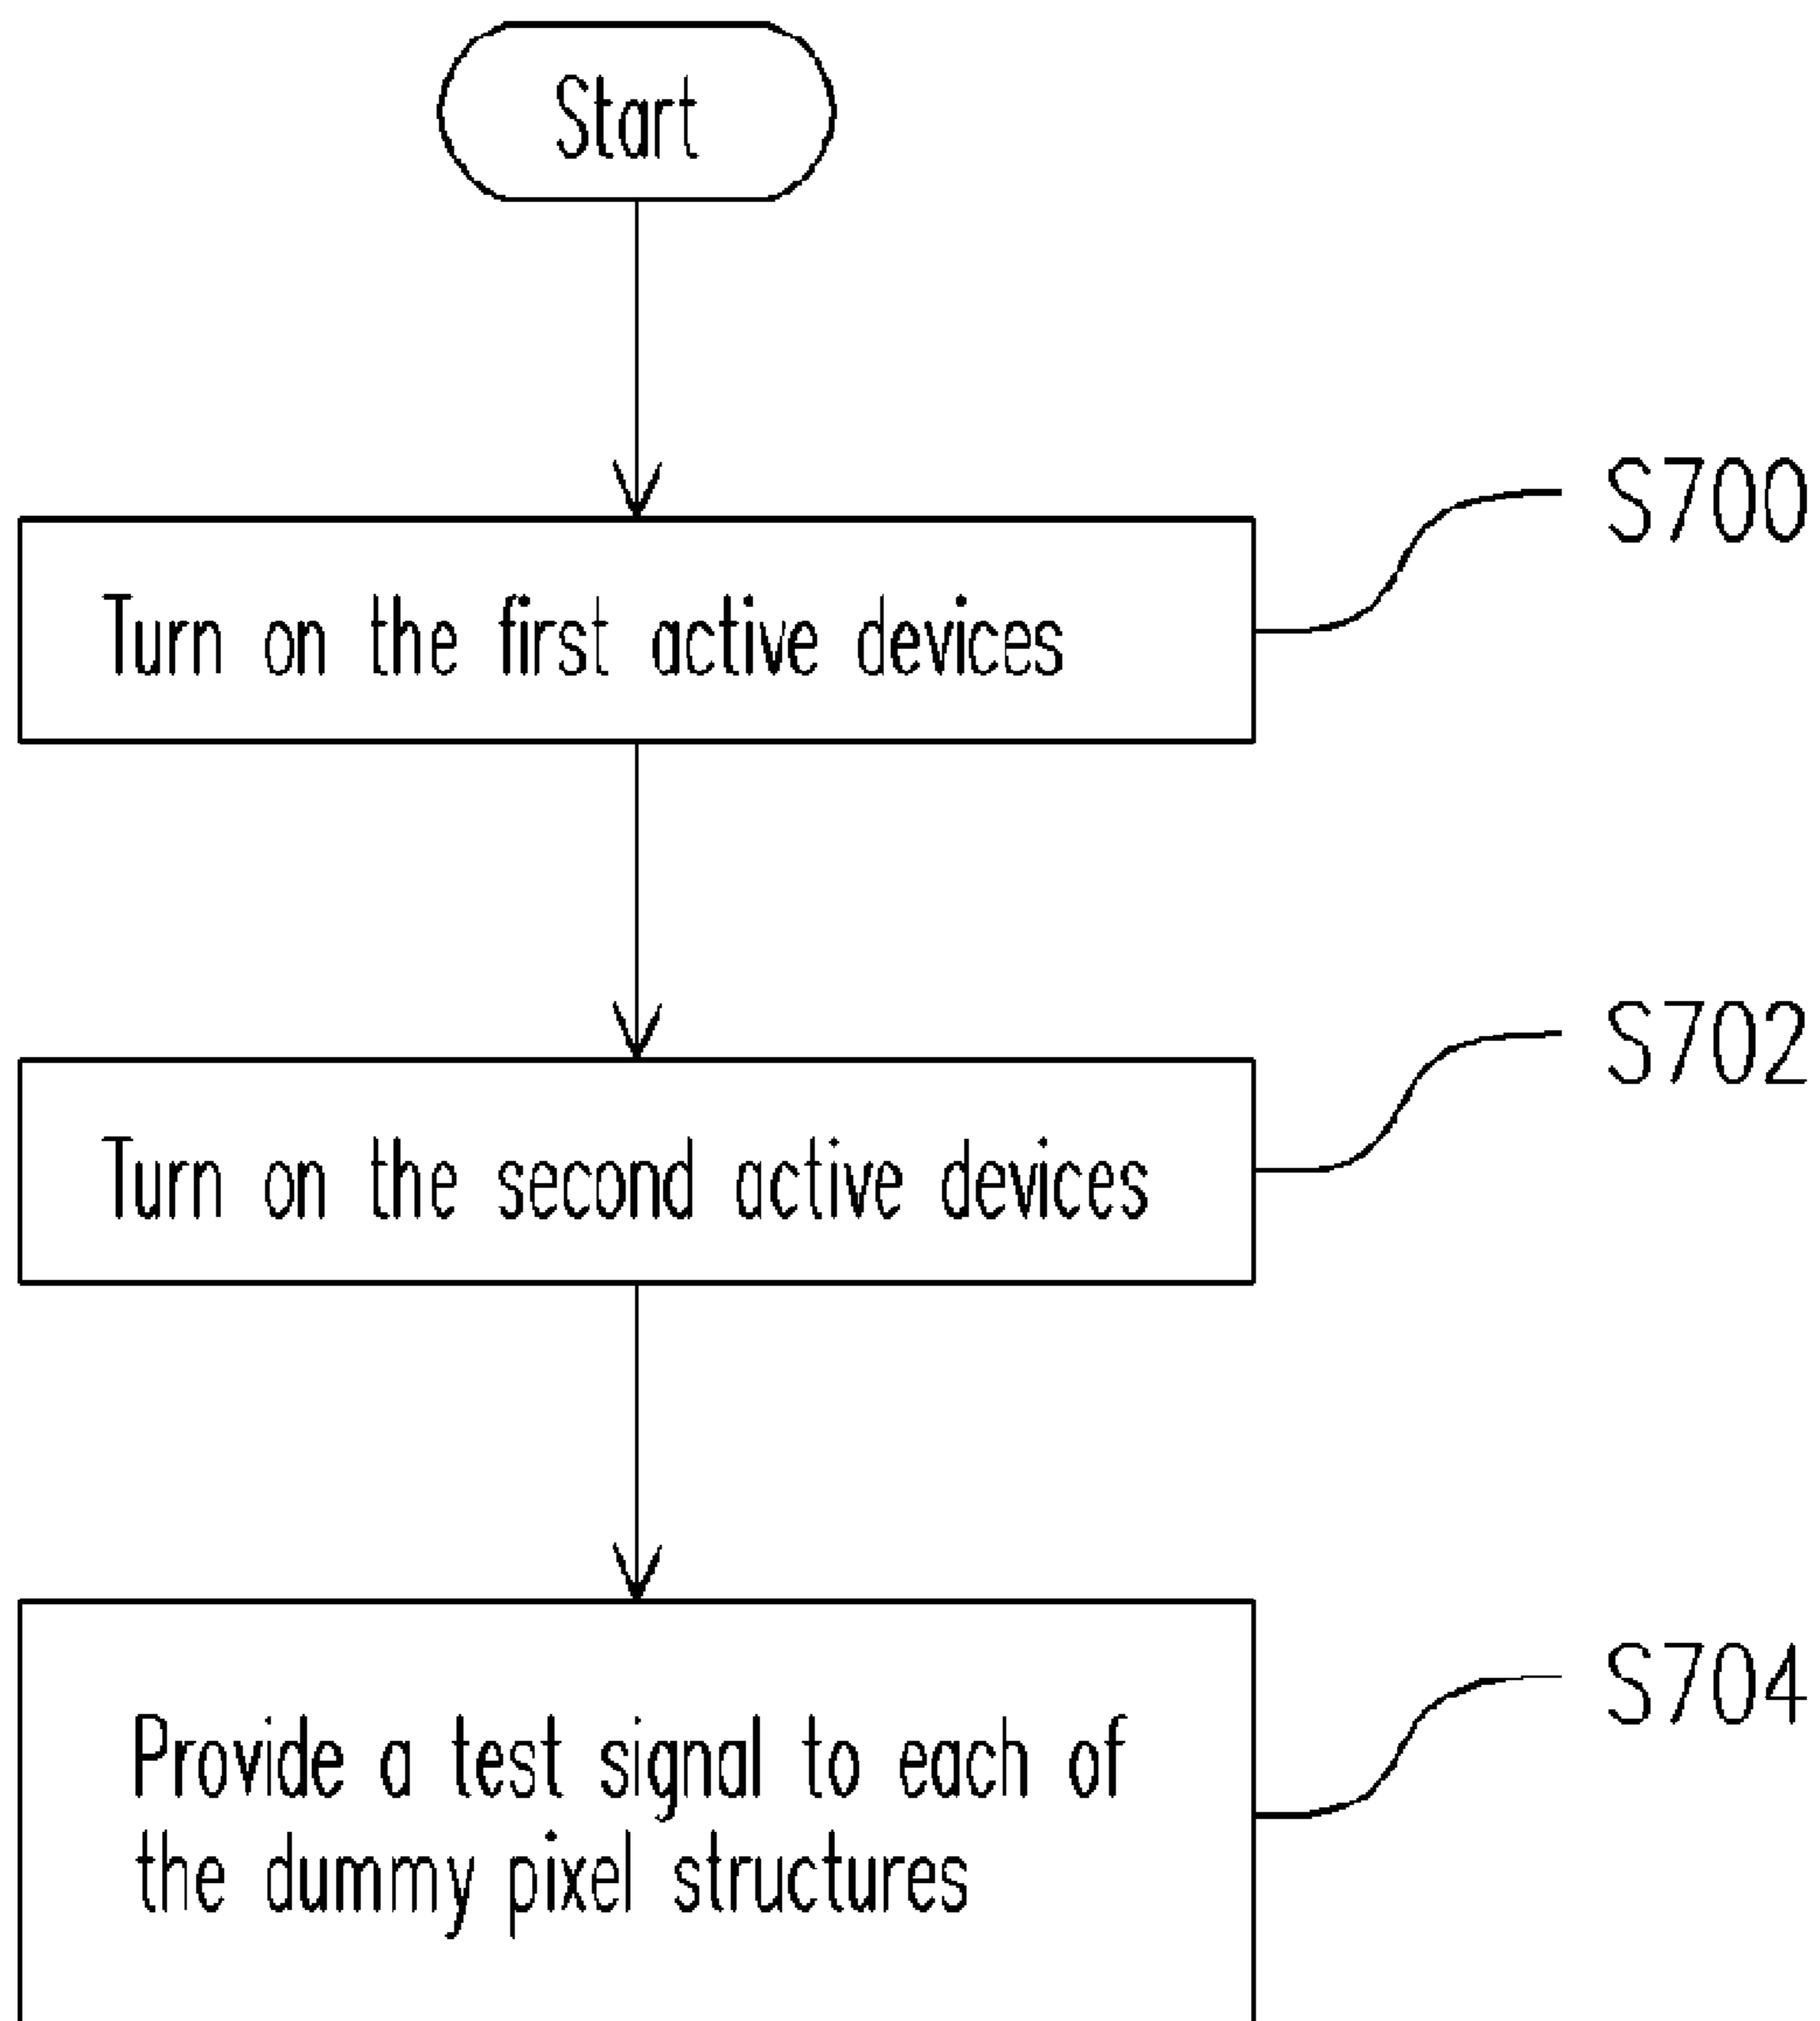 Start
S700
Turn on the first active devices
S702
Turn on the second active devices
S704
Provide a test signal to each of
the dummy pixel structures